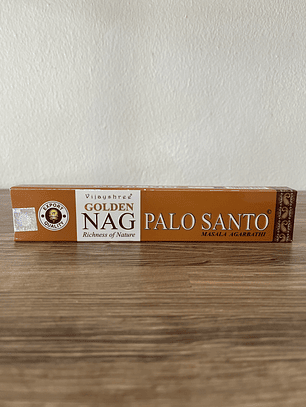 EXPORT
QUALITY
Vijayshree
GOLDEN
NAG
Richness of Nature
PALO SANTO
©
MASALA AGARBATHI